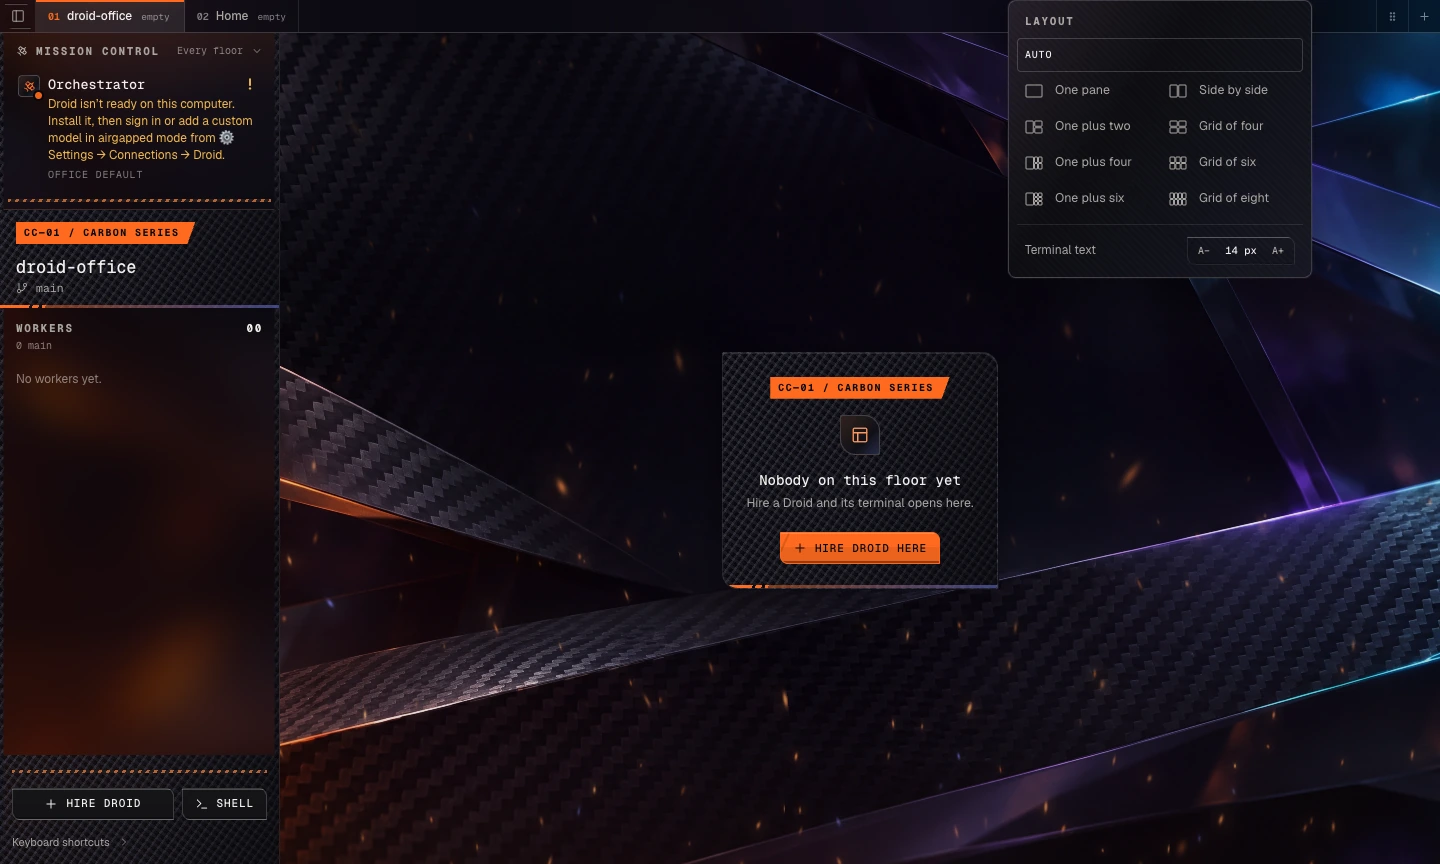 01 droid-office empty
02 Home empty
MISSION CONTROL Every floor
Orchestrator !
Droid isn't ready on this computer.
Install it, then sign in or add a custom
model in airgapped mode from ⚙️
Settings → Connections → Droid.
OFFICE DEFAULT
CC-01 / CARBON SERIES
droid-office
main
WORKERS 00
0 main
No workers yet.
+ HIRE DROID
SHELL
Keyboard shortcuts
CC-01 / CARBON SERIES
Nobody on this floor yet
Hire a Droid and its terminal opens here.
+ HIRE DROID HERE
LAYOUT
AUTO
One pane
Side by side
One plus two
Grid of four
One plus four
Grid of six
One plus six
Grid of eight
Terminal text
A− 14 px A+